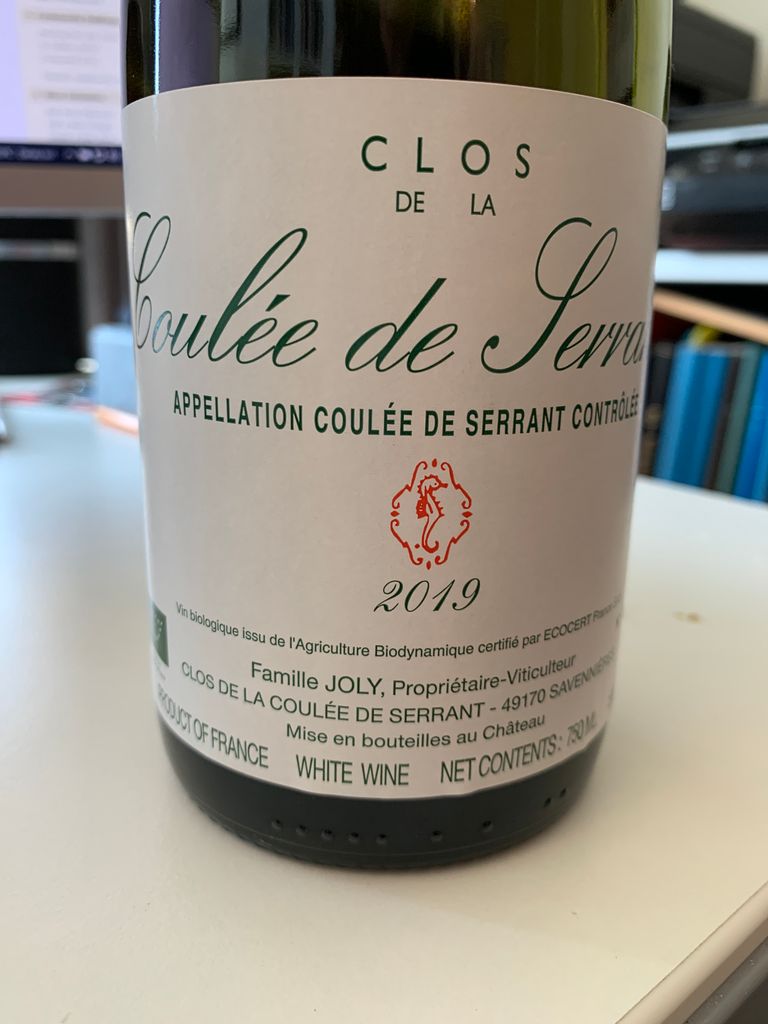 CLOS
DE LA
Coulée de Serra
APPELLATION COULÉE DE SERRANT CONTRÔLÉE
2019
Vin biologique issu de l'Agriculture Biodynamique certifié par ECOCERT France
Famille JOLY, Propriétaire-Viticulteur
CLOS DE LA COULÉE DE SERRANT - 49170 SAVENNIÈRES
Mise en bouteilles au Château
PRODUCT OF FRANCE WHITE WINE NET CONTENTS: 750 ML